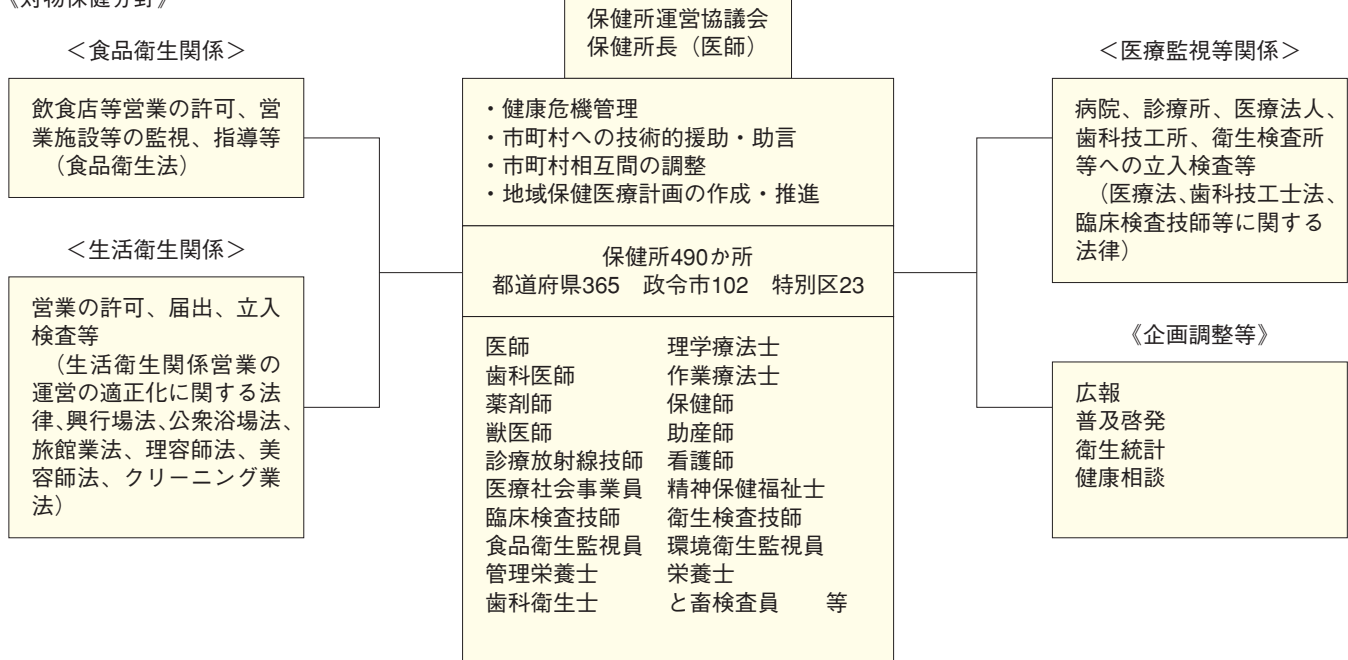 《対物保健分野》
＜食品衛生関係＞
飲食店等営業の許可、営
業施設等の監視、指導等
（食品衛生法）
＜生活衛生関係＞
営業の許可、届出、立入
検査等
（生活衛生関係営業の
運営の適正化に関する法
律、興行場法、公衆浴場法、
旅館業法、理容師法、美
容師法、クリーニング業
法）
保健所運営協議会
保健所長（医師）
・健康危機管理
・市町村への技術的援助・助言
・市町村相互間の調整
・地域保健医療計画の作成・推進
保健所490か所
都道府県365　政令市102　特別区23
医師　理学療法士
歯科医師　作業療法士
薬剤師　保健師
獣医師　助産師
診療放射線技師　看護師
医療社会事業員　精神保健福祉士
臨床検査技師　衛生検査技師
食品衛生監視員　環境衛生監視員
管理栄養士　栄養士
歯科衛生士　と畜検査員　等
＜医療監視等関係＞
病院、診療所、医療法人、
歯科技工所、衛生検査所
等への立入検査等
（医療法、歯科技工士法、
臨床検査技師等に関する
法律）
《企画調整等》
広報
普及啓発
衛生統計
健康相談